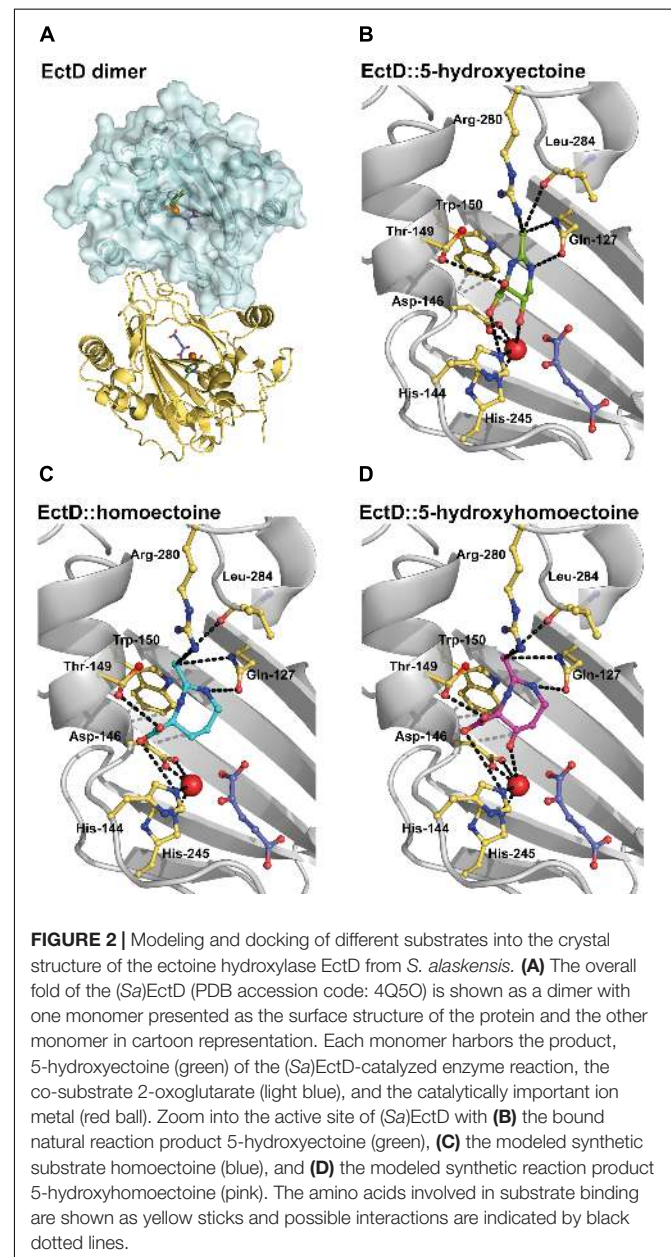 A
EctD dimer
B
EctD::5-hydroxyectoine
Arg-280
Leu-284
Trp-150
Thr-149
Gln-127
Asp-146
His-144
His-245
C
EctD::homoectoine
Arg-280
Leu-284
Trp-150
Thr-149
Gln-127
Asp-146
His-144
His-245
D
EctD::5-hydroxyhomoectoine
Arg-280
Leu-284
Trp-150
Thr-149
Gln-127
Asp-146
His-144
His-245
FIGURE 2 | Modeling and docking of different substrates into the crystal
structure of the ectoine hydroxylase EctD from S. alaskensis. (A) The overall
fold of the (Sa)EctD (PDB accession code: 4Q5O) is shown as a dimer with
one monomer presented as the surface structure of the protein and the other
monomer in cartoon representation. Each monomer harbors the product,
5-hydroxyectoine (green) of the (Sa)EctD-catalyzed enzyme reaction, the
co-substrate 2-oxoglutarate (light blue), and the catalytically important ion
metal (red ball). Zoom into the active site of (Sa)EctD with (B) the bound
natural reaction product 5-hydroxyectoine (green), (C) the modeled synthetic
substrate homoectoine (blue), and (D) the modeled synthetic reaction product
5-hydroxyhomoectoine (pink). The amino acids involved in substrate binding
are shown as yellow sticks and possible interactions are indicated by black
dotted lines.